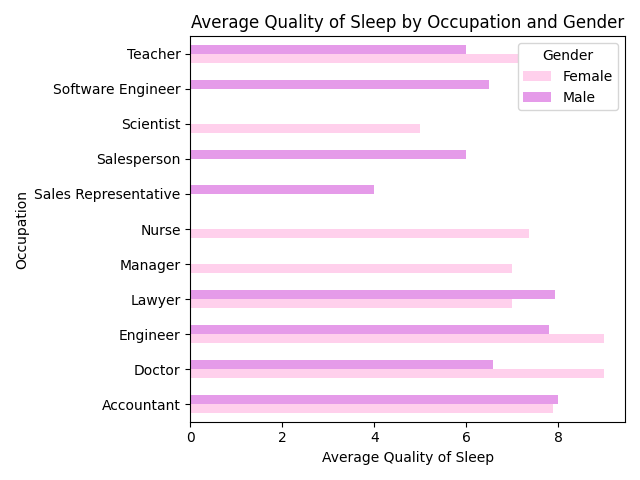 Average Quality of Sleep by Occupation and Gender
Gender
Female
Male
Teacher
Software Engineer
Scientist
Salesperson
Sales Representative
Nurse
Manager
Lawyer
Engineer
Doctor
Accountant
Occupation
0 2 4 6 8
Average Quality of Sleep